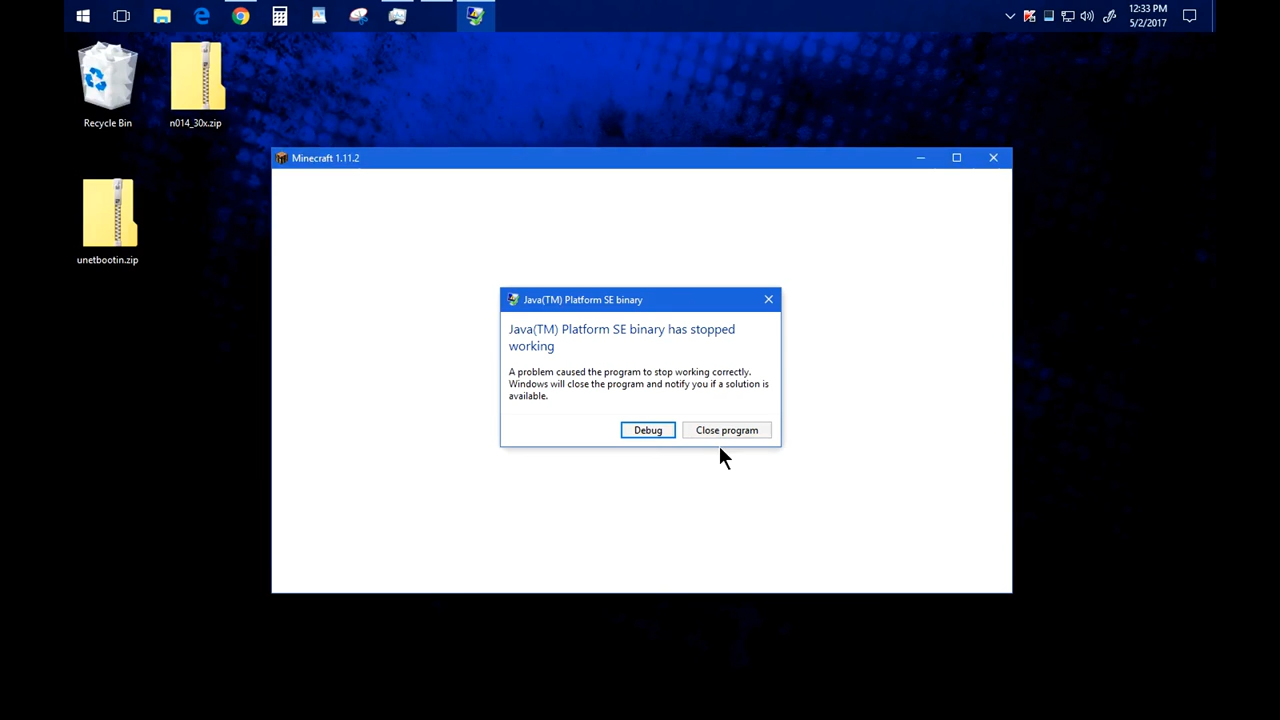 12:33 PM
5/2/2017
Recycle Bin
n014_30x.zip
unetbootin.zip
Minecraft 1.11.2
Java(TM) Platform SE binary
Java(TM) Platform SE binary has stopped
working
A problem caused the program to stop working correctly.
Windows will close the program and notify you if a solution is
available.
Debug
Close program